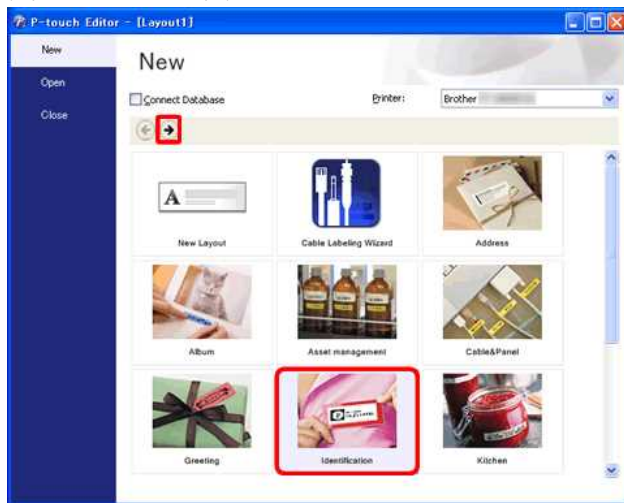 P-touch Editor - [Layout1]
New
Open
Close
New
Connect Database
Printer:
Brother
A
New Layout
Cable Labeling Wizard
Address
Album
Asset management
Cable&Panel
Greeting
Identification
Kitchen